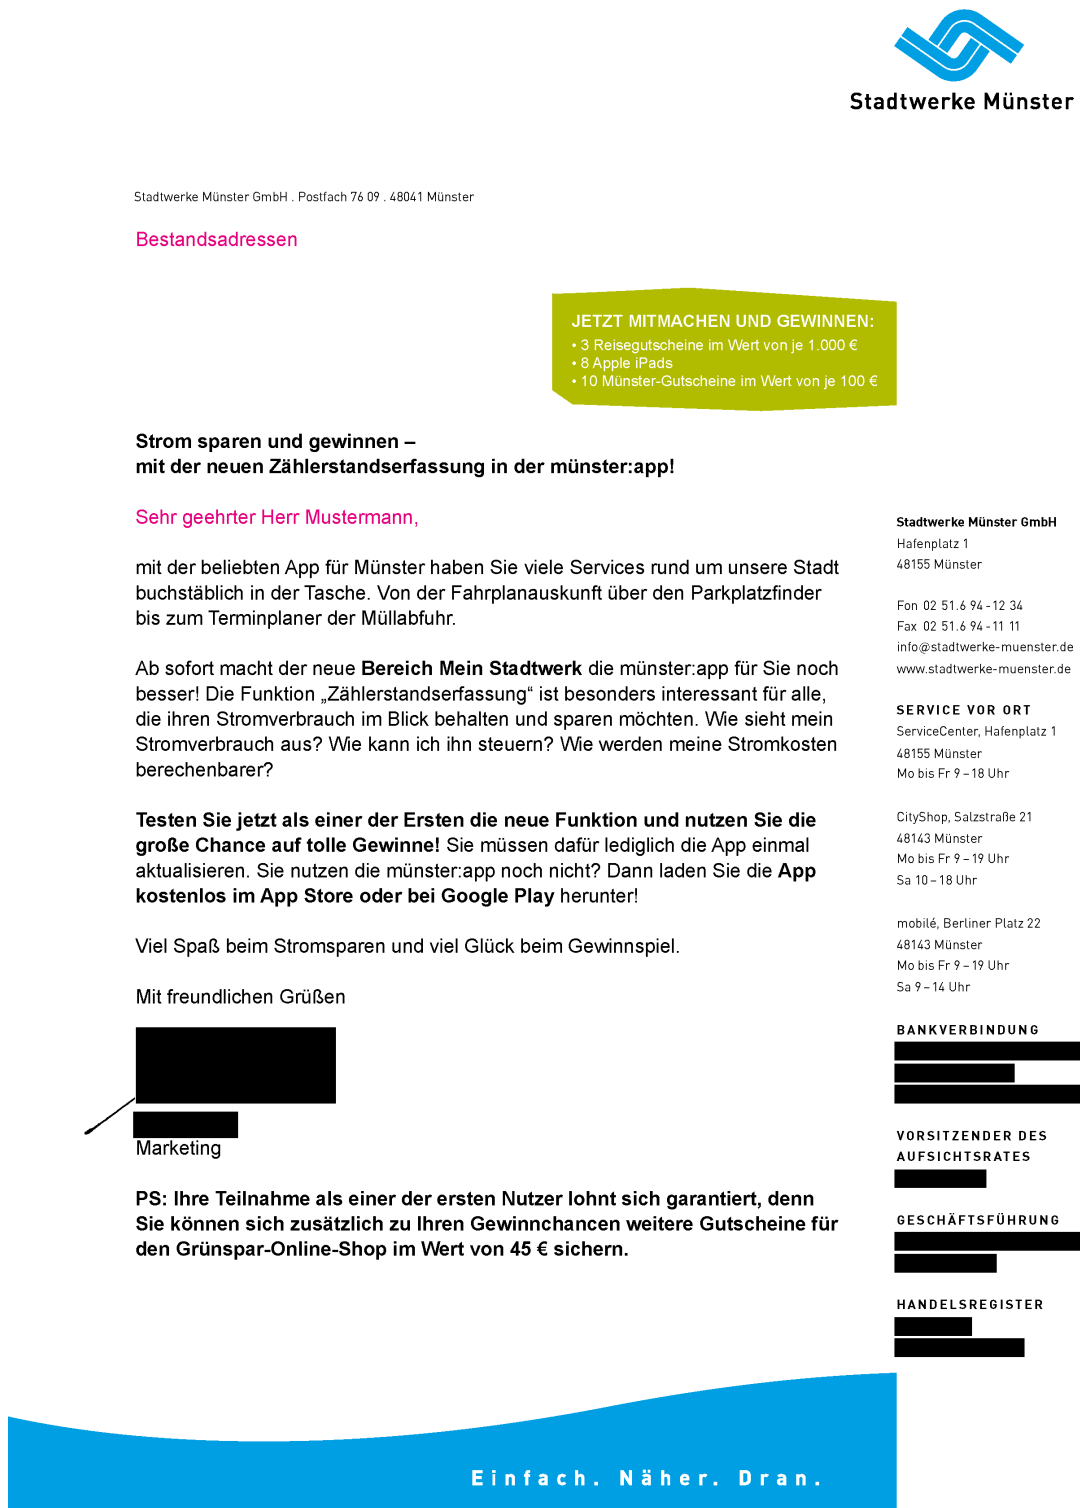 Stadtwerke Münster
Stadtwerke Münster GmbH . Postfach 76 09 . 48041 Münster
Bestandsadressen
JETZT MITMACHEN UND GEWINNEN:
• 3 Reisegutscheine im Wert von je 1.000 €
• 8 Apple iPads
• 10 Münster-Gutscheine im Wert von je 100 €
Strom sparen und gewinnen –
mit der neuen Zählerstandserfassung in der münster:app!
Sehr geehrter Herr Mustermann,
mit der beliebten App für Münster haben Sie viele Services rund um unsere Stadt
buchstäblich in der Tasche. Von der Fahrplanauskunft über den Parkplatzfinder
bis zum Terminplaner der Müllabfuhr.
Ab sofort macht der neue Bereich Mein Stadtwerk die münster:app für Sie noch
besser! Die Funktion „Zählerstandserfassung“ ist besonders interessant für alle,
die ihren Stromverbrauch im Blick behalten und sparen möchten. Wie sieht mein
Stromverbrauch aus? Wie kann ich ihn steuern? Wie werden meine Stromkosten
berechenbarer?
Testen Sie jetzt als einer der Ersten die neue Funktion und nutzen Sie die
große Chance auf tolle Gewinne! Sie müssen dafür lediglich die App einmal
aktualisieren. Sie nutzen die münster:app noch nicht? Dann laden Sie die App
kostenlos im App Store oder bei Google Play herunter!
Viel Spaß beim Stromsparen und viel Glück beim Gewinnspiel.
Mit freundlichen Grüßen
Marketing
PS: Ihre Teilnahme als einer der ersten Nutzer lohnt sich garantiert, denn
Sie können sich zusätzlich zu Ihren Gewinnchancen weitere Gutscheine für
den Grünspar-Online-Shop im Wert von 45 € sichern.
Stadtwerke Münster GmbH
Hafenplatz 1
48155 Münster
Fon 02 51.6 94 - 12 34
Fax 02 51.6 94 - 11 11
info@stadtwerke-muenster.de
www.stadtwerke-muenster.de
SERVICE VOR ORT
ServiceCenter, Hafenplatz 1
48155 Münster
Mo bis Fr 9 – 18 Uhr
CityShop, Salzstraße 21
48143 Münster
Mo bis Fr 9 – 19 Uhr
Sa 10 – 18 Uhr
mobilé, Berliner Platz 22
48143 Münster
Mo bis Fr 9 – 19 Uhr
Sa 9 – 14 Uhr
BANKVERBINDUNG
VORSITZENDER DES
AUFSICHTSRATES
GESCHÄFTSFÜHRUNG
HANDELSREGISTER
Einfach. Näher. Dran.